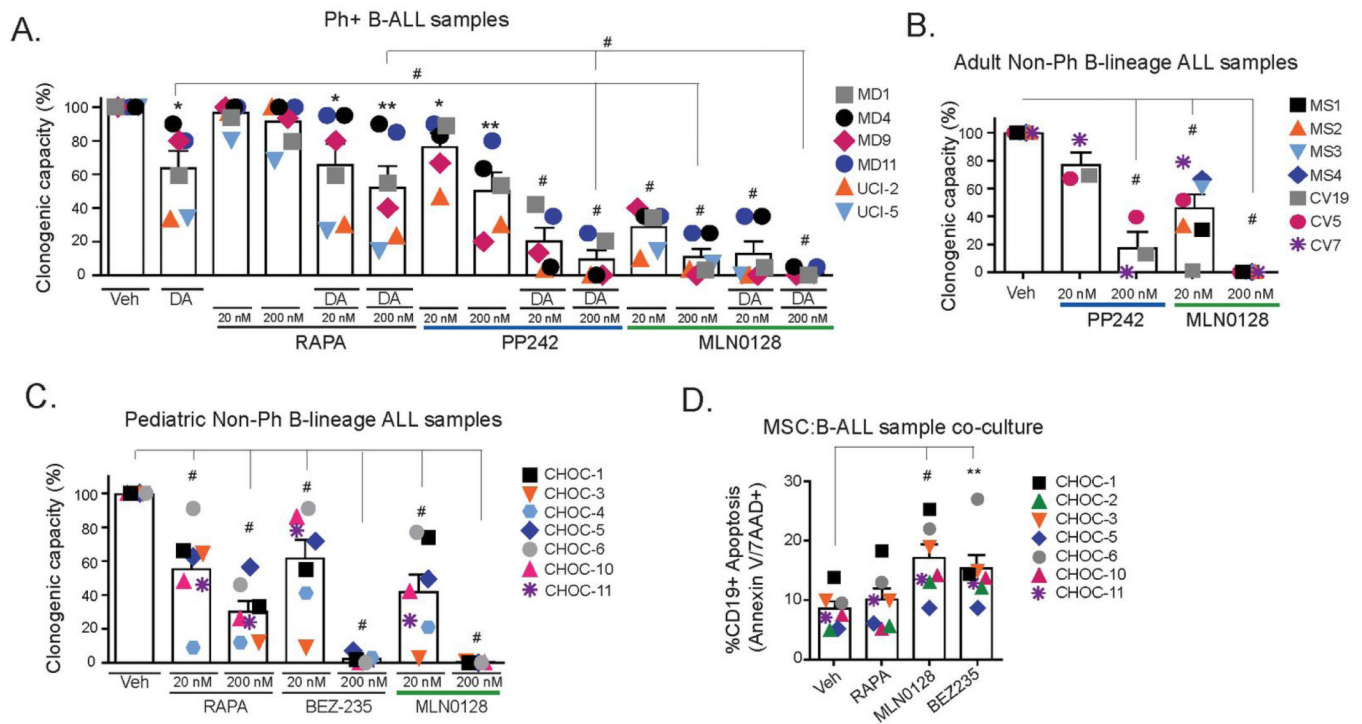 A.
Ph+ B-ALL samples
#
#
Clonogenic capacity (%)
100
80
60
40
20
0
*
*
**
*
**
#
#
#
#
#
#
Veh
DA
DA
DA
DA
DA
DA
DA
20 nM
200 nM
20 nM
200 nM
20 nM
200 nM
20 nM
200 nM
20 nM
200 nM
20 nM
200 nM
RAPA
PP242
MLN0128
MD1
MD4
MD9
MD11
UCI-2
UCI-5
B.
Adult Non-Ph B-lineage ALL samples
Clonogenic capacity (%)
100
80
60
40
20
0
#
#
#
Veh
20 nM
200 nM
20 nM
200 nM
PP242
MLN0128
MS1
MS2
MS3
MS4
CV19
CV5
CV7
C.
Pediatric Non-Ph B-lineage ALL samples
Clonogenic capacity (%)
100
80
60
40
20
0
#
#
#
#
#
#
Veh
20 nM
200 nM
20 nM
200 nM
20 nM
200 nM
RAPA
BEZ-235
MLN0128
CHOC-1
CHOC-3
CHOC-4
CHOC-5
CHOC-6
CHOC-10
CHOC-11
D.
MSC:B-ALL sample co-culture
%CD19+ Apoptosis
(Annexin V/7AAD+)
30
20
10
0
#
**
Veh
RAPA
MLN0128
BEZ235
CHOC-1
CHOC-2
CHOC-3
CHOC-5
CHOC-6
CHOC-10
CHOC-11